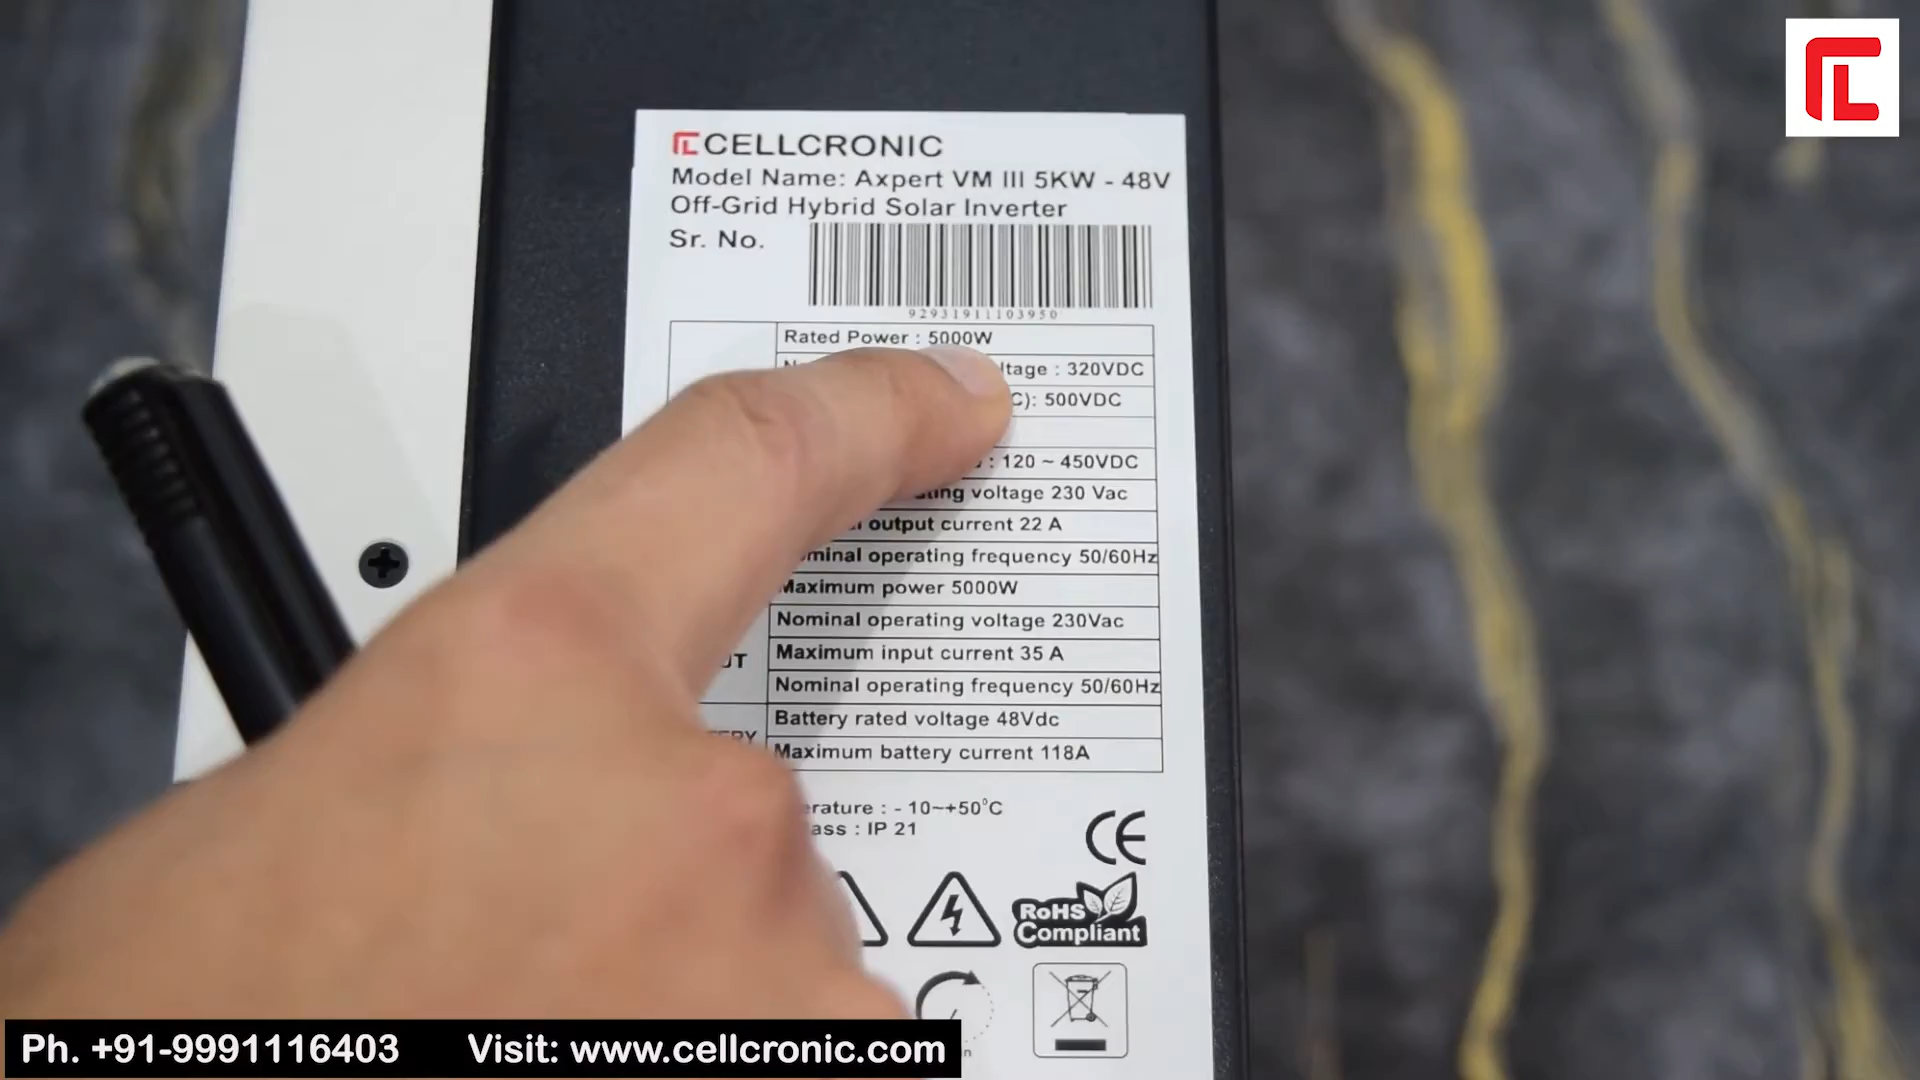 CELLCRONIC
Model Name: Axpert VM III 5KW - 48V
Off-Grid Hybrid Solar Inverter
Sr. No.
92931911103950
Rated Power : 5000W
: 320VDC
: 500VDC
: 120 ~ 450VDC
voltage 230 Vac
output current 22 A
operating frequency 50/60Hz
Maximum power 5000W
Nominal operating voltage 230Vac
Maximum input current 35 A
Nominal operating frequency 50/60Hz
Battery rated voltage 48Vdc
Maximum battery current 118A
: - 10~+50°C
: IP 21
CE
RoHS
Compliant
Ph. +91-9991116403 Visit: www.cellcronic.com